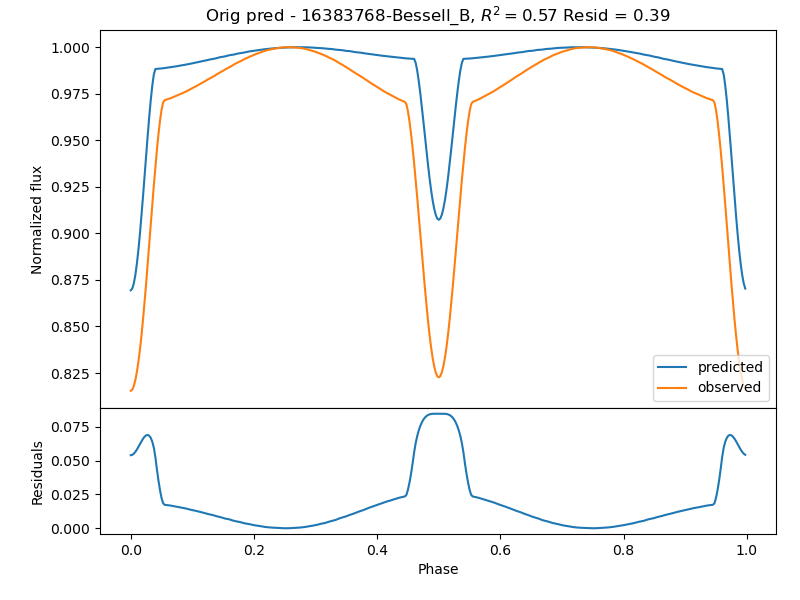 Orig pred - 16383768-Bessell_B, R² = 0.57 Resid = 0.39
1.000
0.975
0.950
0.925
0.900
0.875
0.850
0.825
Normalized flux
predicted
observed
0.075
0.050
0.025
0.000
Residuals
0.0 0.2 0.4 0.6 0.8 1.0
Phase